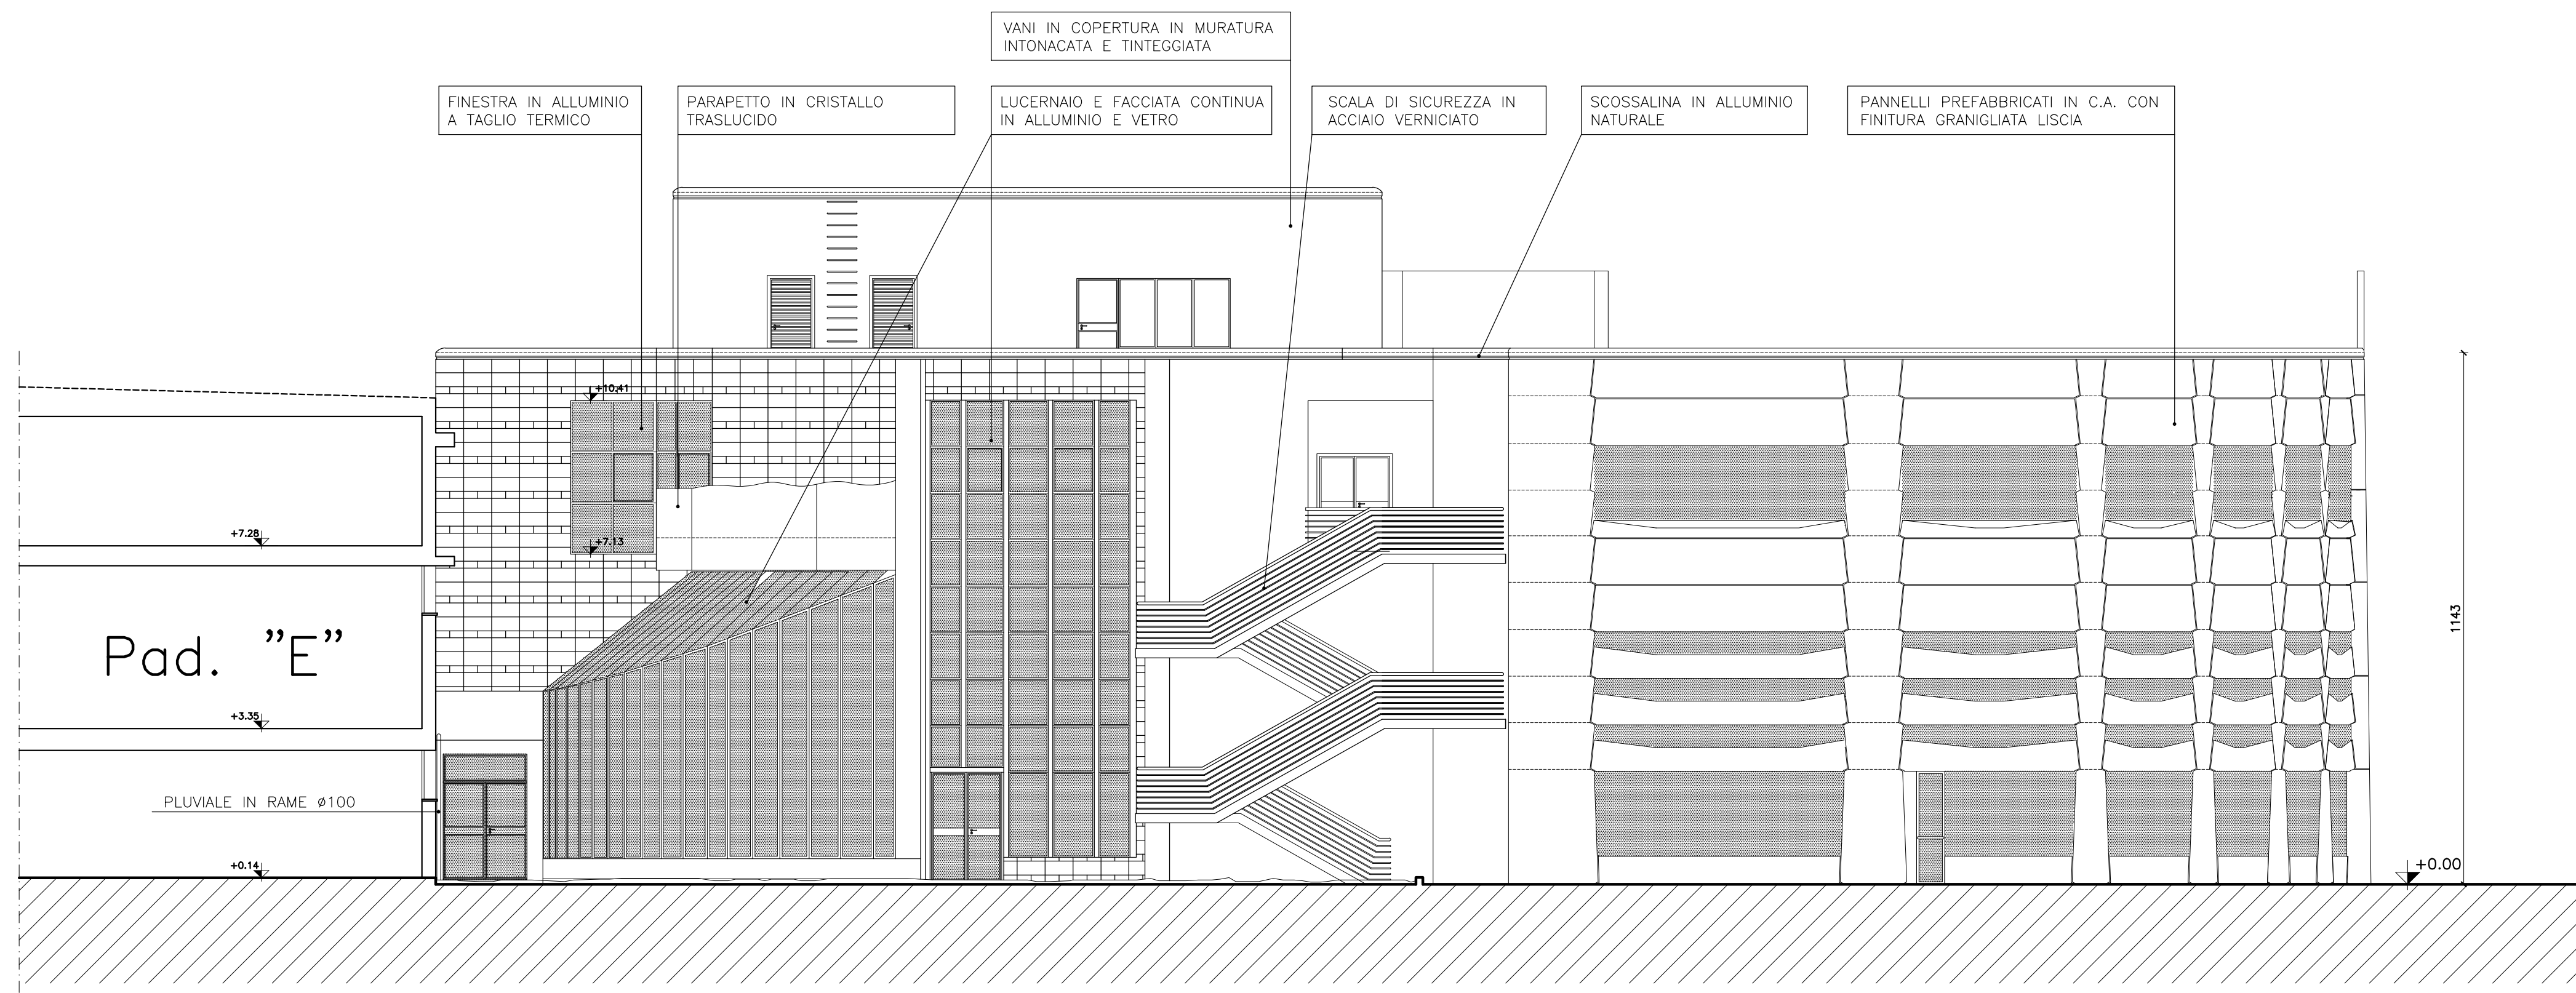 VANI IN COPERTURA IN MURATURA
INTONACATA E TINTEGGIATA
FINESTRA IN ALLUMINIO
A TAGLIO TERMICO
PARAPETTO IN CRISTALLO
TRASLUCIDO
LUCERNAIO E FACCIATA CONTINUA
IN ALLUMINIO E VETRO
SCALA DI SICUREZZA IN
ACCIAIO VERNICIATO
SCOSSALINA IN ALLUMINIO
NATURALE
PANNELLI PREFABBRICATI IN C.A. CON
FINITURA GRANIGLIATA LISCIA
+10.41
+7.28
+7.13
Pad. "E"
1143
+3.35
PLUVIALE IN RAME ø100
+0.14
+0.00